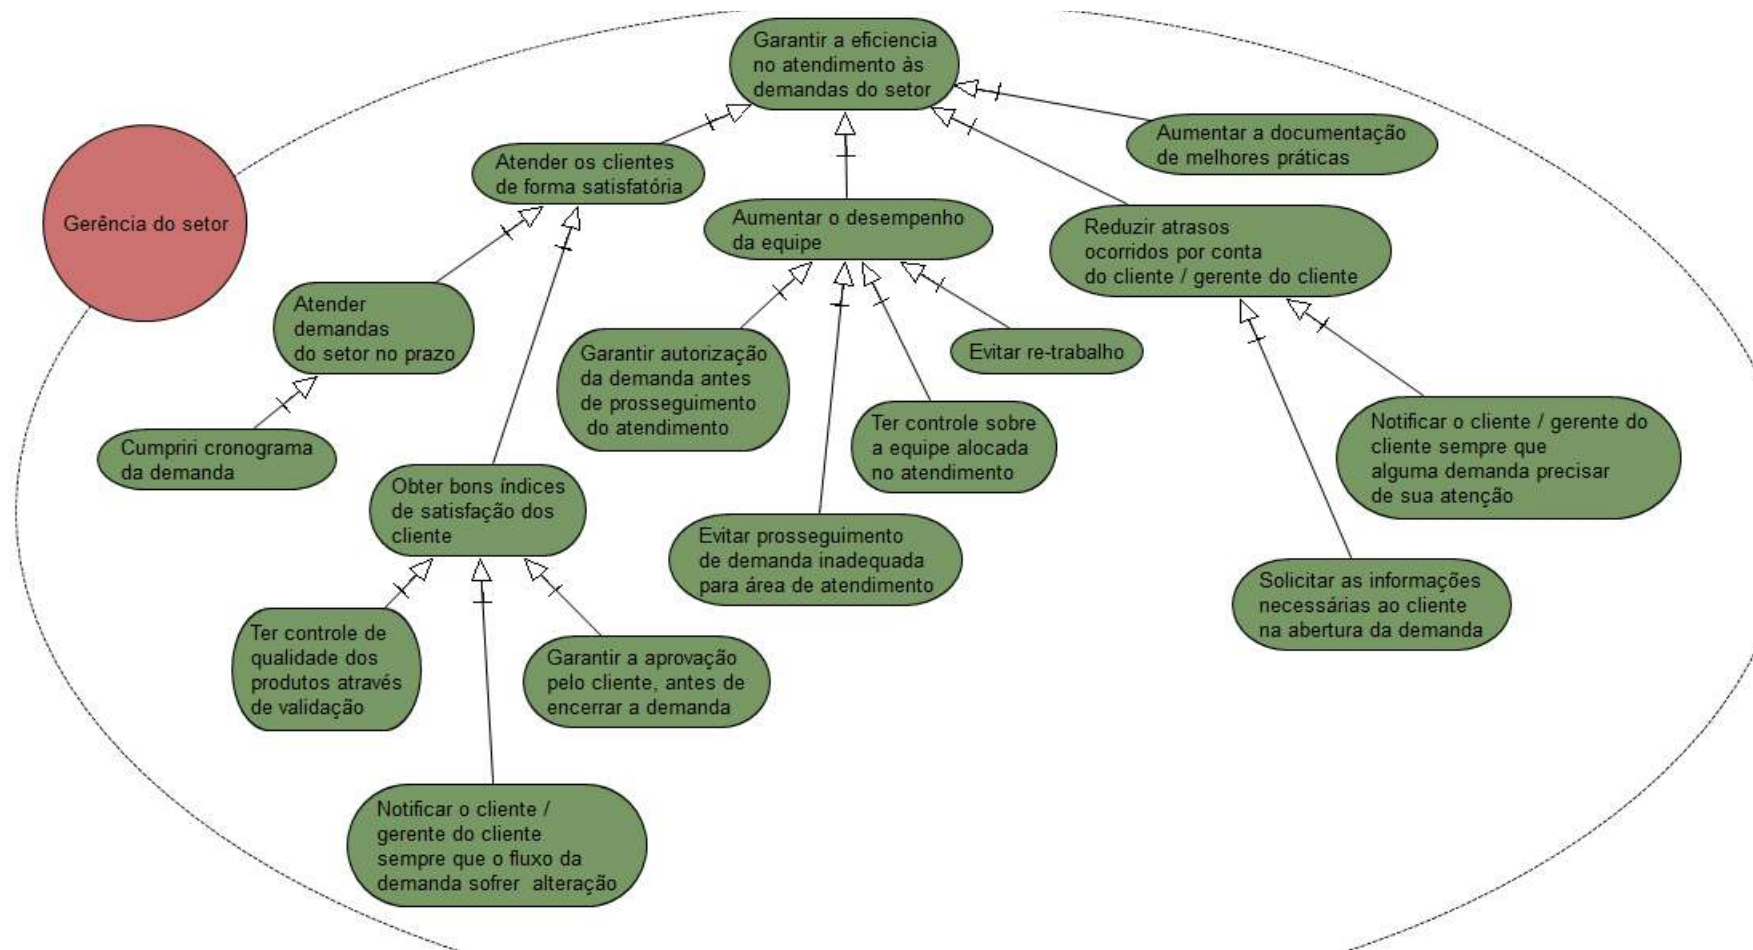 Garantir a eficiencia
no atendimento às
demandas do setor
Aumentar a documentação
de melhores práticas
Atender os clientes
de forma satisfatória
Gerência do setor
Aumentar o desempenho
da equipe
Reduzir atrasos
ocorridos por conta
do cliente / gerente do cliente
Atender
demandas
do setor no prazo
Garantir autorização
da demanda antes
de prosseguimento
do atendimento
Evitar re-trabalho
Ter controle sobre
a equipe alocada
no atendimento
Notificar o cliente / gerente do
cliente sempre que
alguma demanda precisar
de sua atenção
Cumpriri cronograma
da demanda
Obter bons índices
de satisfação dos
cliente
Evitar prosseguimento
de demanda inadequada
para área de atendimento
Solicitar as informações
necessárias ao cliente
na abertura da demanda
Ter controle de
qualidade dos
produtos através
de validação
Garantir a aprovação
pelo cliente, antes de
encerrar a demanda
Notificar o cliente /
gerente do cliente
sempre que o fluxo da
demanda sofrer  alteração